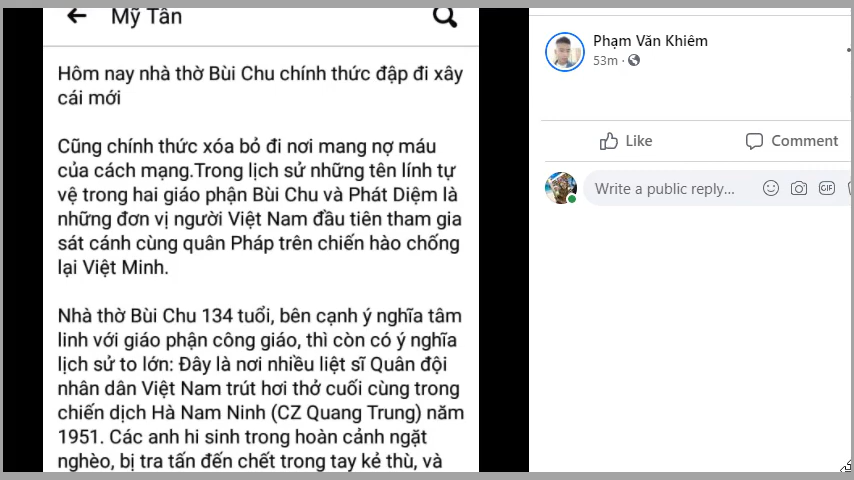 Mỹ Tân
Hôm nay nhà thờ Bùi Chu chính thức đập đi xây
cái mới
Cũng chính thức xóa bỏ đi nơi mang nợ máu
của cách mạng.Trong lịch sử những tên lính tự
vệ trong hai giáo phận Bùi Chu và Phát Diệm là
những đơn vị người Việt Nam đầu tiên tham gia
sát cánh cùng quân Pháp trên chiến hào chống
lại Việt Minh.
Nhà thờ Bùi Chu 134 tuổi, bên cạnh ý nghĩa tâm
linh với giáo phận công giáo, thì còn có ý nghĩa
lịch sử to lớn: Đây là nơi nhiều liệt sĩ Quân đội
nhân dân Việt Nam trút hơi thở cuối cùng trong
chiến dịch Hà Nam Ninh (CZ Quang Trung) năm
1951. Các anh hi sinh trong hoàn cảnh ngặt
nghèo, bị tra tấn đến chết trong tay kẻ thù, và
Phạm Văn Khiêm
53m ·
Like
Comment
Write a public reply...
GIF